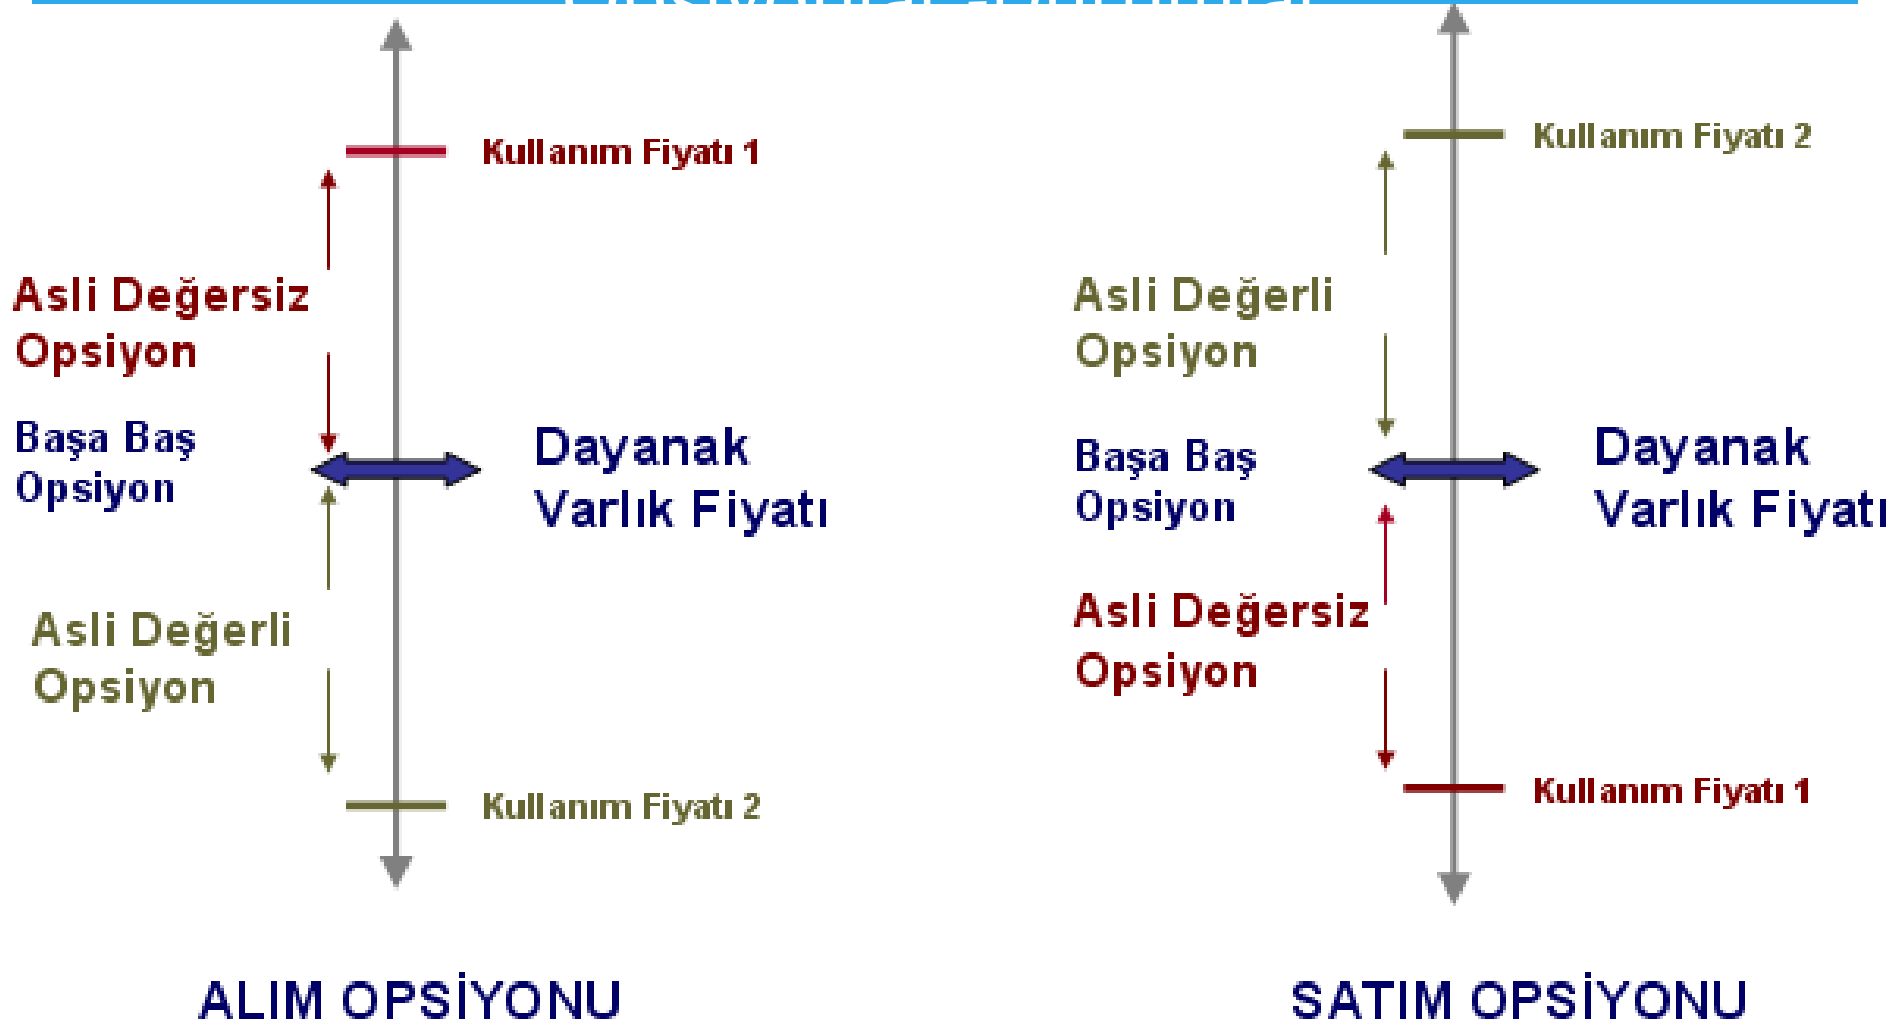 Kullanım Fiyatı 1
Asli Değersiz
Opsiyon
Başa Baş
Opsiyon
Dayanak
Varlık Fiyatı
Asli Değerli
Opsiyon
Kullanım Fiyatı 2
ALIM OPSİYONU
Kullanım Fiyatı 2
Asli Değerli
Opsiyon
Başa Baş
Opsiyon
Dayanak
Varlık Fiyatı
Asli Değersiz
Opsiyon
Kullanım Fiyatı 1
SATIM OPSİYONU